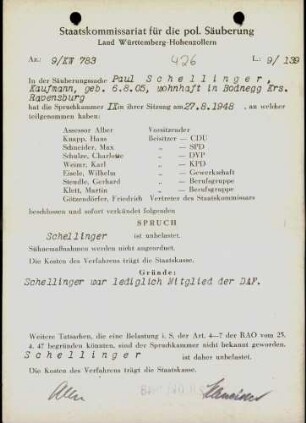 Staatskommissariat für die pol. Säuberung
Land Württemberg-Hohenzollern
Az.: 9/KW 783 426 L: 9/ 139
In der Säuberungssache Paul Schellinger,
Kaufmann, geb. 6.8.05, wohnhaft in Bodnegg Krs.
Ravensburg
hat die Spruchkammer IX in ihrer Sitzung am 27.8.1948 , an welcher
teilgenommen haben:
Assessor Alber Vorsitzender
Knapp, Hans Beisitzer — CDU
Schneider, Max „ — SPD
Schulze, Charlotte „ — DVP
Weiner, Karl „ — KPD
Eisele, Wilhelm „ — Gewerkschaft
Stendle, Gerhard „ — Berufsgruppe
Klett, Martin „ — Berufsgruppe
Götzendörfer, Friedrich Vertreter des Staatskommissars
beschlossen und sofort verkündet folgenden
SPRUCH
Schellinger ist unbelastet.
Sühnemaßnahmen werden nicht angeordnet.
Die Kosten des Verfahrens trägt die Staatskasse.
Gründe:
Schellinger war lediglich Mitglied der DAF.
Weitere Tatsachen, die eine Belastung i. S. der Art. 4—7 der RAO vom 25.
4. 47 begründen könnten, sind der Spruchkammer nicht bekannt geworden.
Schellinger ist daher unbelastet.
Die Kosten des Verfahrens trägt die Staatskasse.